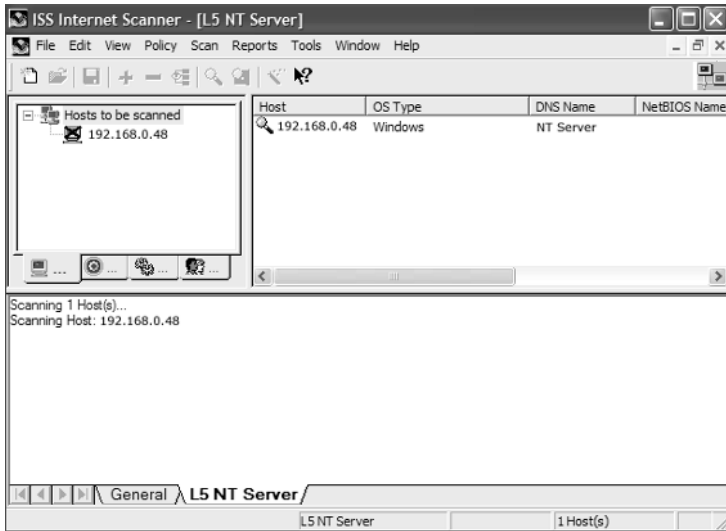 ISS Internet Scanner - [L5 NT Server]
File Edit View Policy Scan Reports Tools Window Help
Hosts to be scanned
192.168.0.48
... ... ... ...
Host OS Type DNS Name NetBIOS Name
192.168.0.48 Windows NT Server
Scanning 1 Host(s)...
Scanning Host: 192.168.0.48
General L5 NT Server
L5 NT Server 1 Host(s)